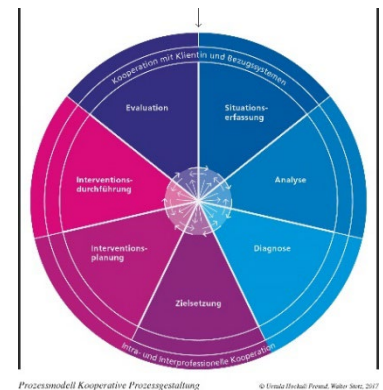 Kooperation mit Klientin und Bezugssystemen
Evaluation
Situations-
erfassung
Interventions-
durchführung
Analyse
Interventions-
planung
Diagnose
Zielsetzung
Intra- und Interprofessionelle Kooperation
Prozessmodell Kooperative Prozessgestaltung
© Ursula Hochuli Freund, Walter Stotz, 2017